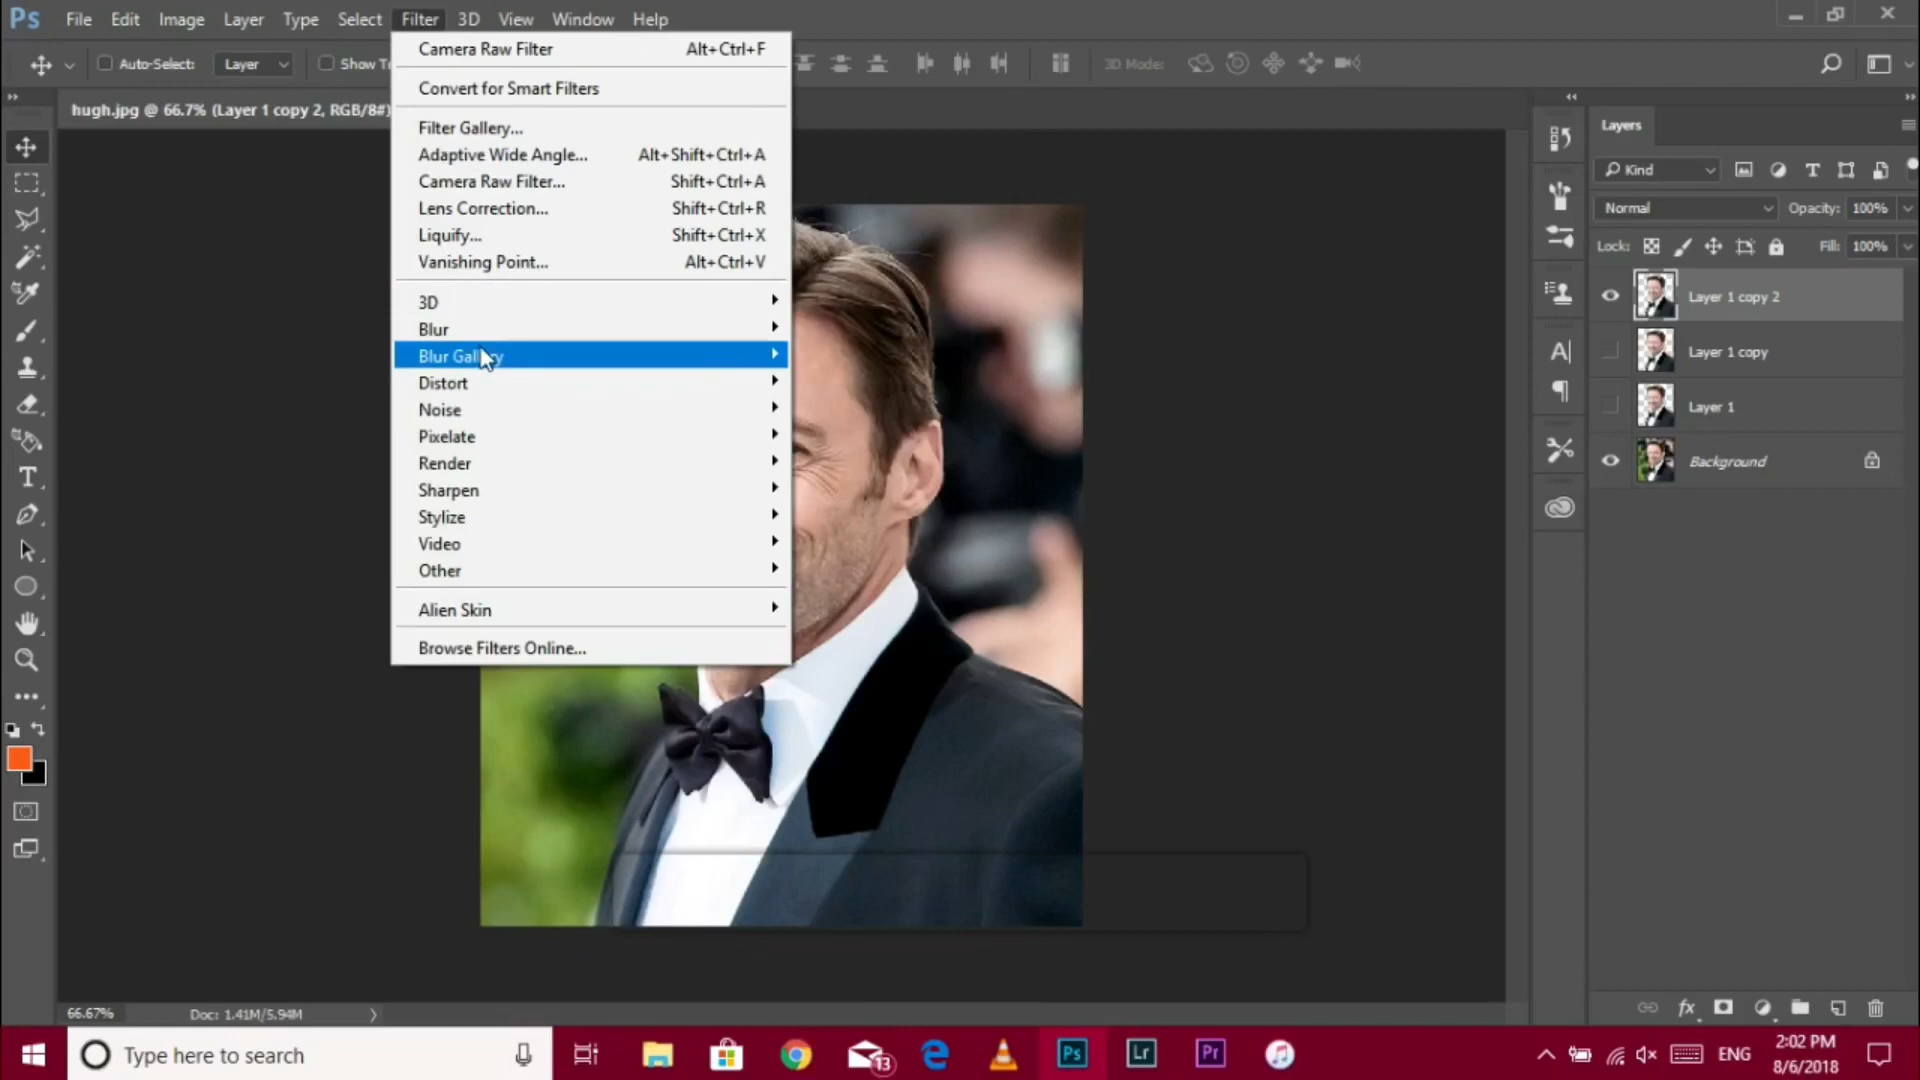 Ps File Edit Image Layer Type Select Filter 3D View Window Help
Auto-Select: Layer Show 3D Mode:
hugh.jpg @ 66.7% (Layer 1 copy 2, RGB/8#)
Camera Raw Filter Alt+Ctrl+F
Convert for Smart Filters
Filter Gallery...
Adaptive Wide Angle... Alt+Shift+Ctrl+A
Camera Raw Filter... Shift+Ctrl+A
Lens Correction... Shift+Ctrl+R
Liquify... Shift+Ctrl+X
Vanishing Point... Alt+Ctrl+V
3D
Blur
Blur Gallery
Distort
Noise
Pixelate
Render
Sharpen
Stylize
Video
Other
Alien Skin
Browse Filters Online...
Layers
Kind
Normal Opacity: 100%
Lock: Fill: 100%
Layer 1 copy 2
Layer 1 copy
Layer 1
Background
66.67% Doc: 1.41M/5.94M
Type here to search
13
Ps Lr Pr
ENG
2:02 PM
8/6/2018